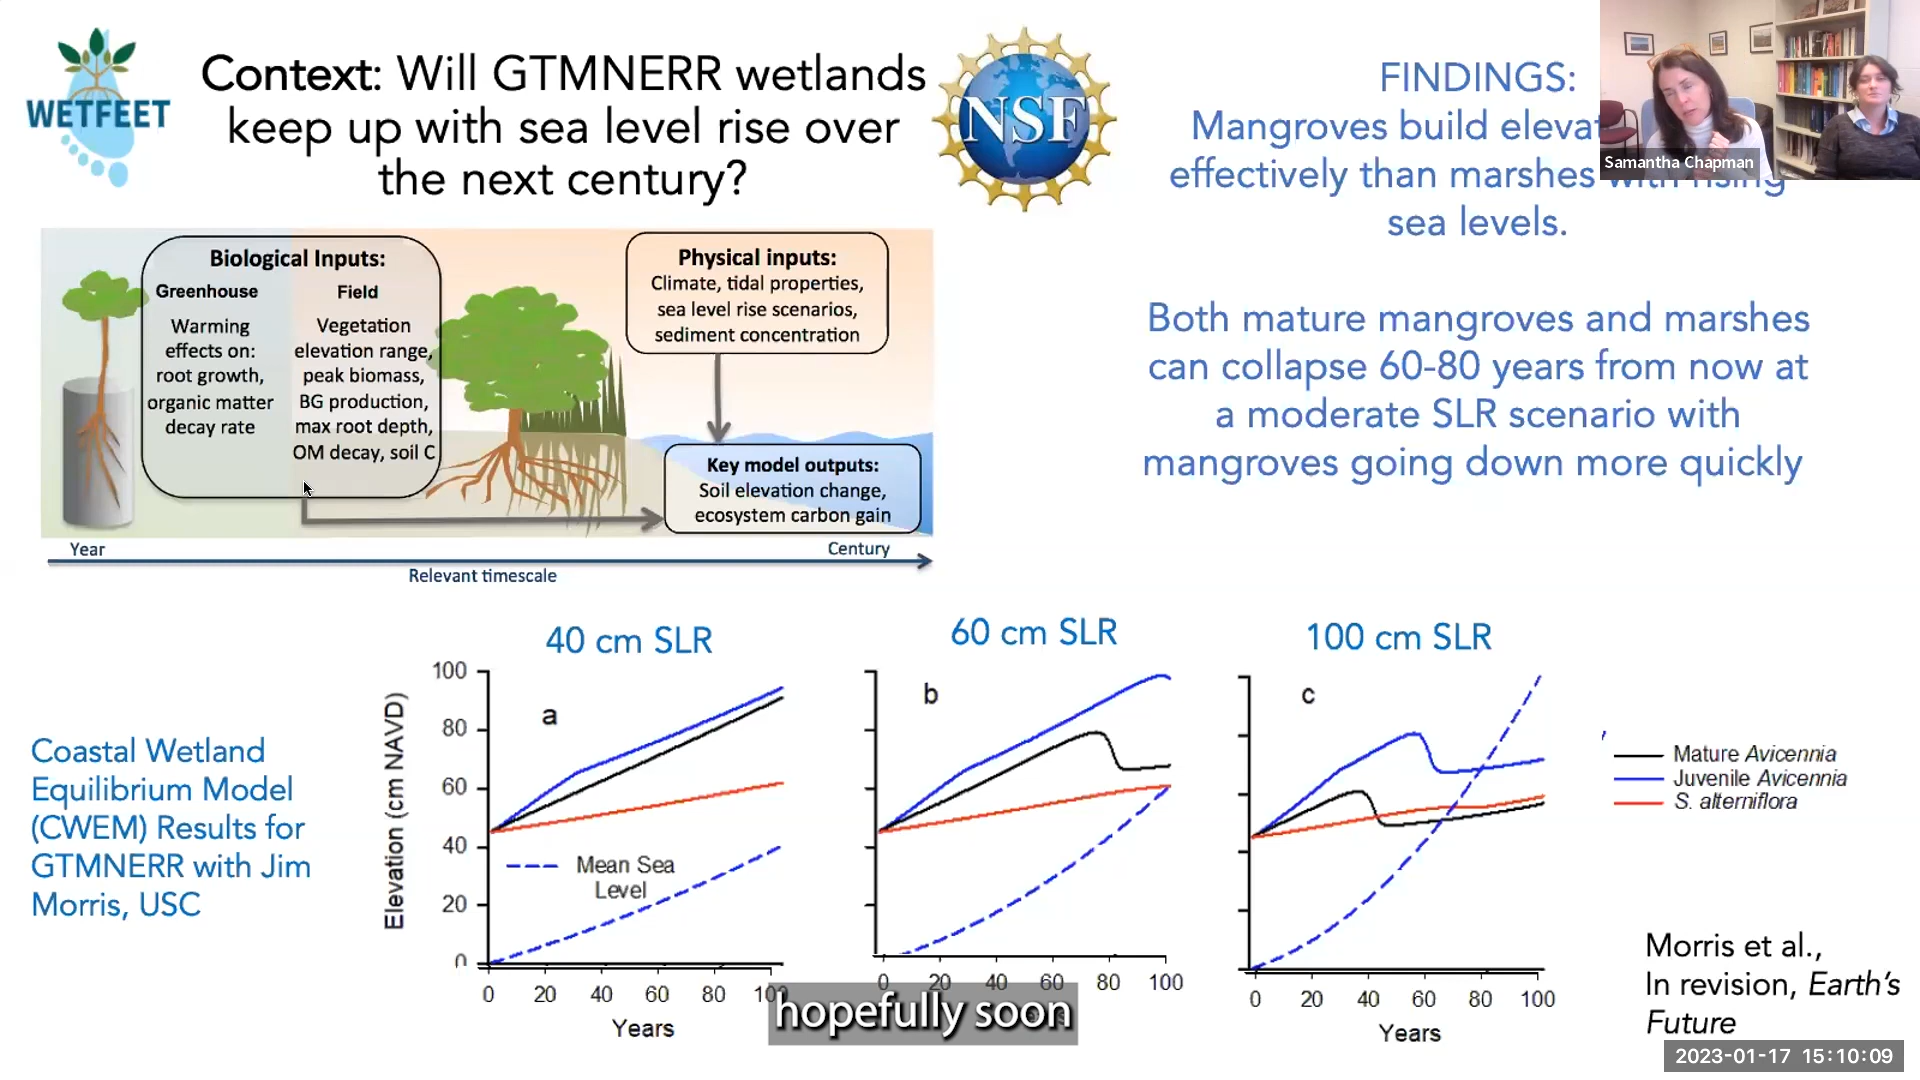 WETFEET
Context: Will GTMNERR wetlands
keep up with sea level rise over
the next century?
NSF
FINDINGS:
Mangroves build
effectively than marshes with rising
sea levels.
Both mature mangroves and marshes
can collapse 60-80 years from now at
a moderate SLR scenario with
mangroves going down more quickly
Samantha Chapman
Biological Inputs:
Greenhouse
Warming
effects on:
root growth,
organic matter
decay rate
Field
Vegetation
elevation range,
peak biomass,
BG production,
max root depth,
OM decay, soil C
Physical inputs:
Climate, tidal properties,
sea level rise scenarios,
sediment concentration
Key model outputs:
Soil elevation change,
ecosystem carbon gain
Year
Century
Relevant timescale
Coastal Wetland
Equilibrium Model
(CWEM) Results for
GTMNERR with Jim
Morris, USC
40 cm SLR
Elevation (cm NAVD)
100
80
60
40
20
0
a
Mean Sea
Level
0 20 40 60 80 100
Years
60 cm SLR
b
0 20 40 60 80 100
100 cm SLR
c
0 20 40 60 80 100
Years
Mature Avicennia
Juvenile Avicennia
S. alterniflora
Morris et al.,
In revision, Earth's
Future
hopefully soon
2023-01-17 15:10:09